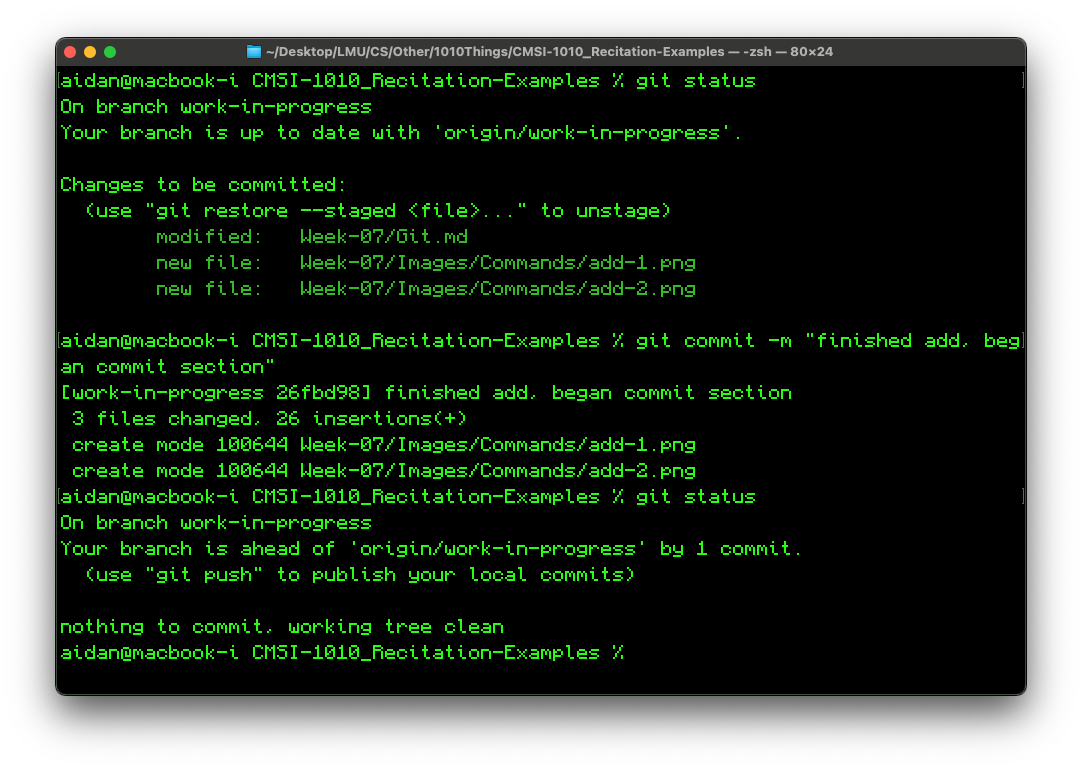 ~/Desktop/LMU/CS/Other/1010Things/CMSI-1010_Recitation-Examples — -zsh — 80×24
[aidan@macbook-i CMSI-1010_Recitation-Examples % git status ]
On branch work-in-progress
Your branch is up to date with 'origin/work-in-progress'.
Changes to be committed:
  (use "git restore --staged <file>..." to unstage)
        modified:   Week-07/Git.md
        new file:   Week-07/Images/Commands/add-1.png
        new file:   Week-07/Images/Commands/add-2.png
[aidan@macbook-i CMSI-1010_Recitation-Examples % git commit -m "finished add, beg]
an commit section"
[work-in-progress 26fbd98] finished add, began commit section
 3 files changed, 26 insertions(+)
 create mode 100644 Week-07/Images/Commands/add-1.png
 create mode 100644 Week-07/Images/Commands/add-2.png
[aidan@macbook-i CMSI-1010_Recitation-Examples % git status ]
On branch work-in-progress
Your branch is ahead of 'origin/work-in-progress' by 1 commit.
  (use "git push" to publish your local commits)
nothing to commit, working tree clean
aidan@macbook-i CMSI-1010_Recitation-Examples %